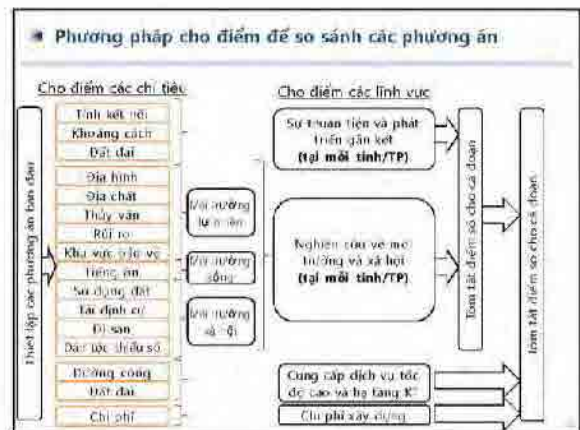 Phương pháp cho điểm để so sánh các phương án
Cho điểm các chỉ tiêu
Cho điểm các lĩnh vực
Thiết lập các phương án ban đầu
Tính kết nối
Khoảng cách
Đất đai
Địa hình
Địa chất
Thủy văn
Rủi ro
Khu vực bảo vệ
Tiếng ồn
Sử dụng đất
Tái định cư
Di sản
Dân tộc thiểu số
Đường cong
Đất đai
Chi phí
Môi trường
tự nhiên
Môi trường
sống
Môi trường
xã hội
Sự thuận tiện và phát
triển gắn kết
(tại mỗi tỉnh/TP)
Nghiên cứu về môi
trường và xã hội
(tại mỗi tỉnh/TP)
Cung cấp dịch vụ tốc
độ cao và hạ tầng
Chi phí xây dựng
Tóm tắt điểm số cho cả đoạn
Tóm tắt điểm số cho cả đoạn